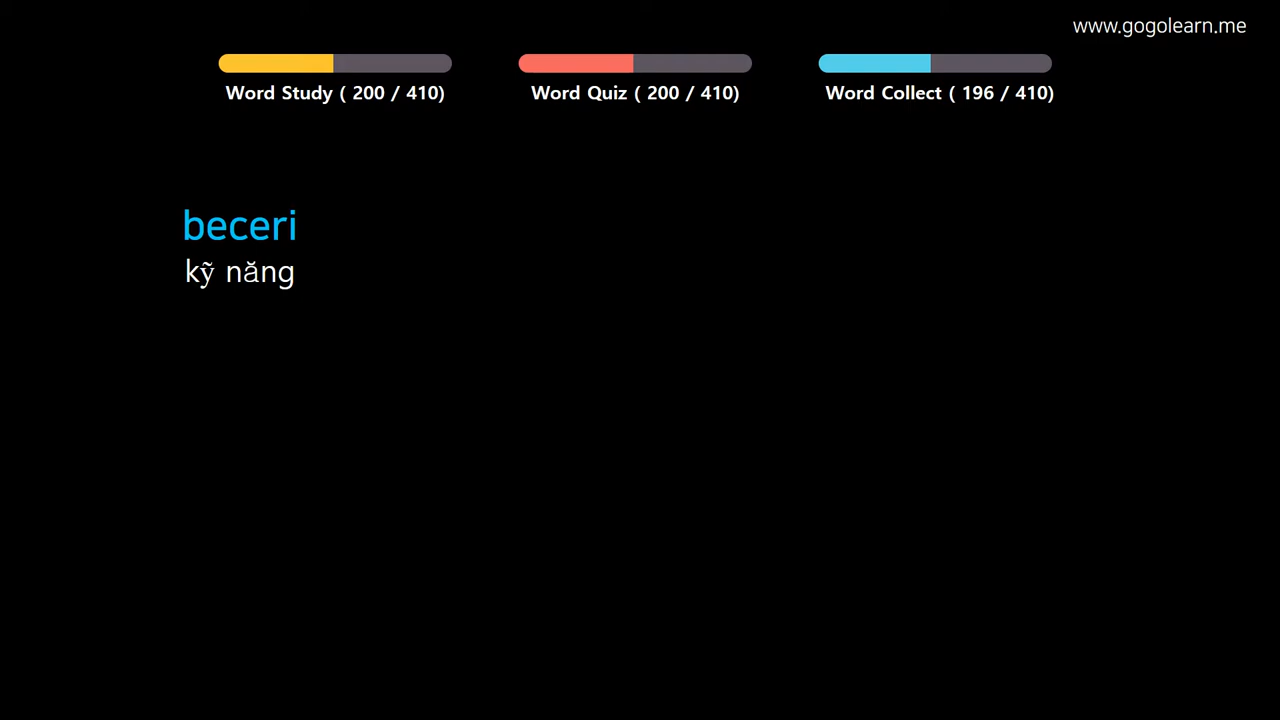 www.gogolearn.me
Word Study ( 200 / 410)
Word Quiz ( 200 / 410)
Word Collect ( 196 / 410)
beceri
kỹ năng